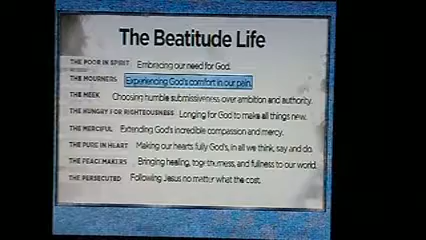 The Beatitude Life
THE POOR IN SPIRIT Embracing our need for God.
THE MOURNERS Experiencing God's comfort in our pain.
THE MEEK Choosing humble submissiveness over ambition and authority.
THE HUNGRY FOR RIGHTEOUSNESS Longing for God to make all things new.
THE MERCIFUL Extending God's incredible compassion and mercy.
THE PURE IN HEART Making our hearts fully God's, in all we think, say and do.
THE PEACEMAKERS Bringing healing, togetherness, and fullness to our world.
THE PERSECUTED Following Jesus no matter what the cost.